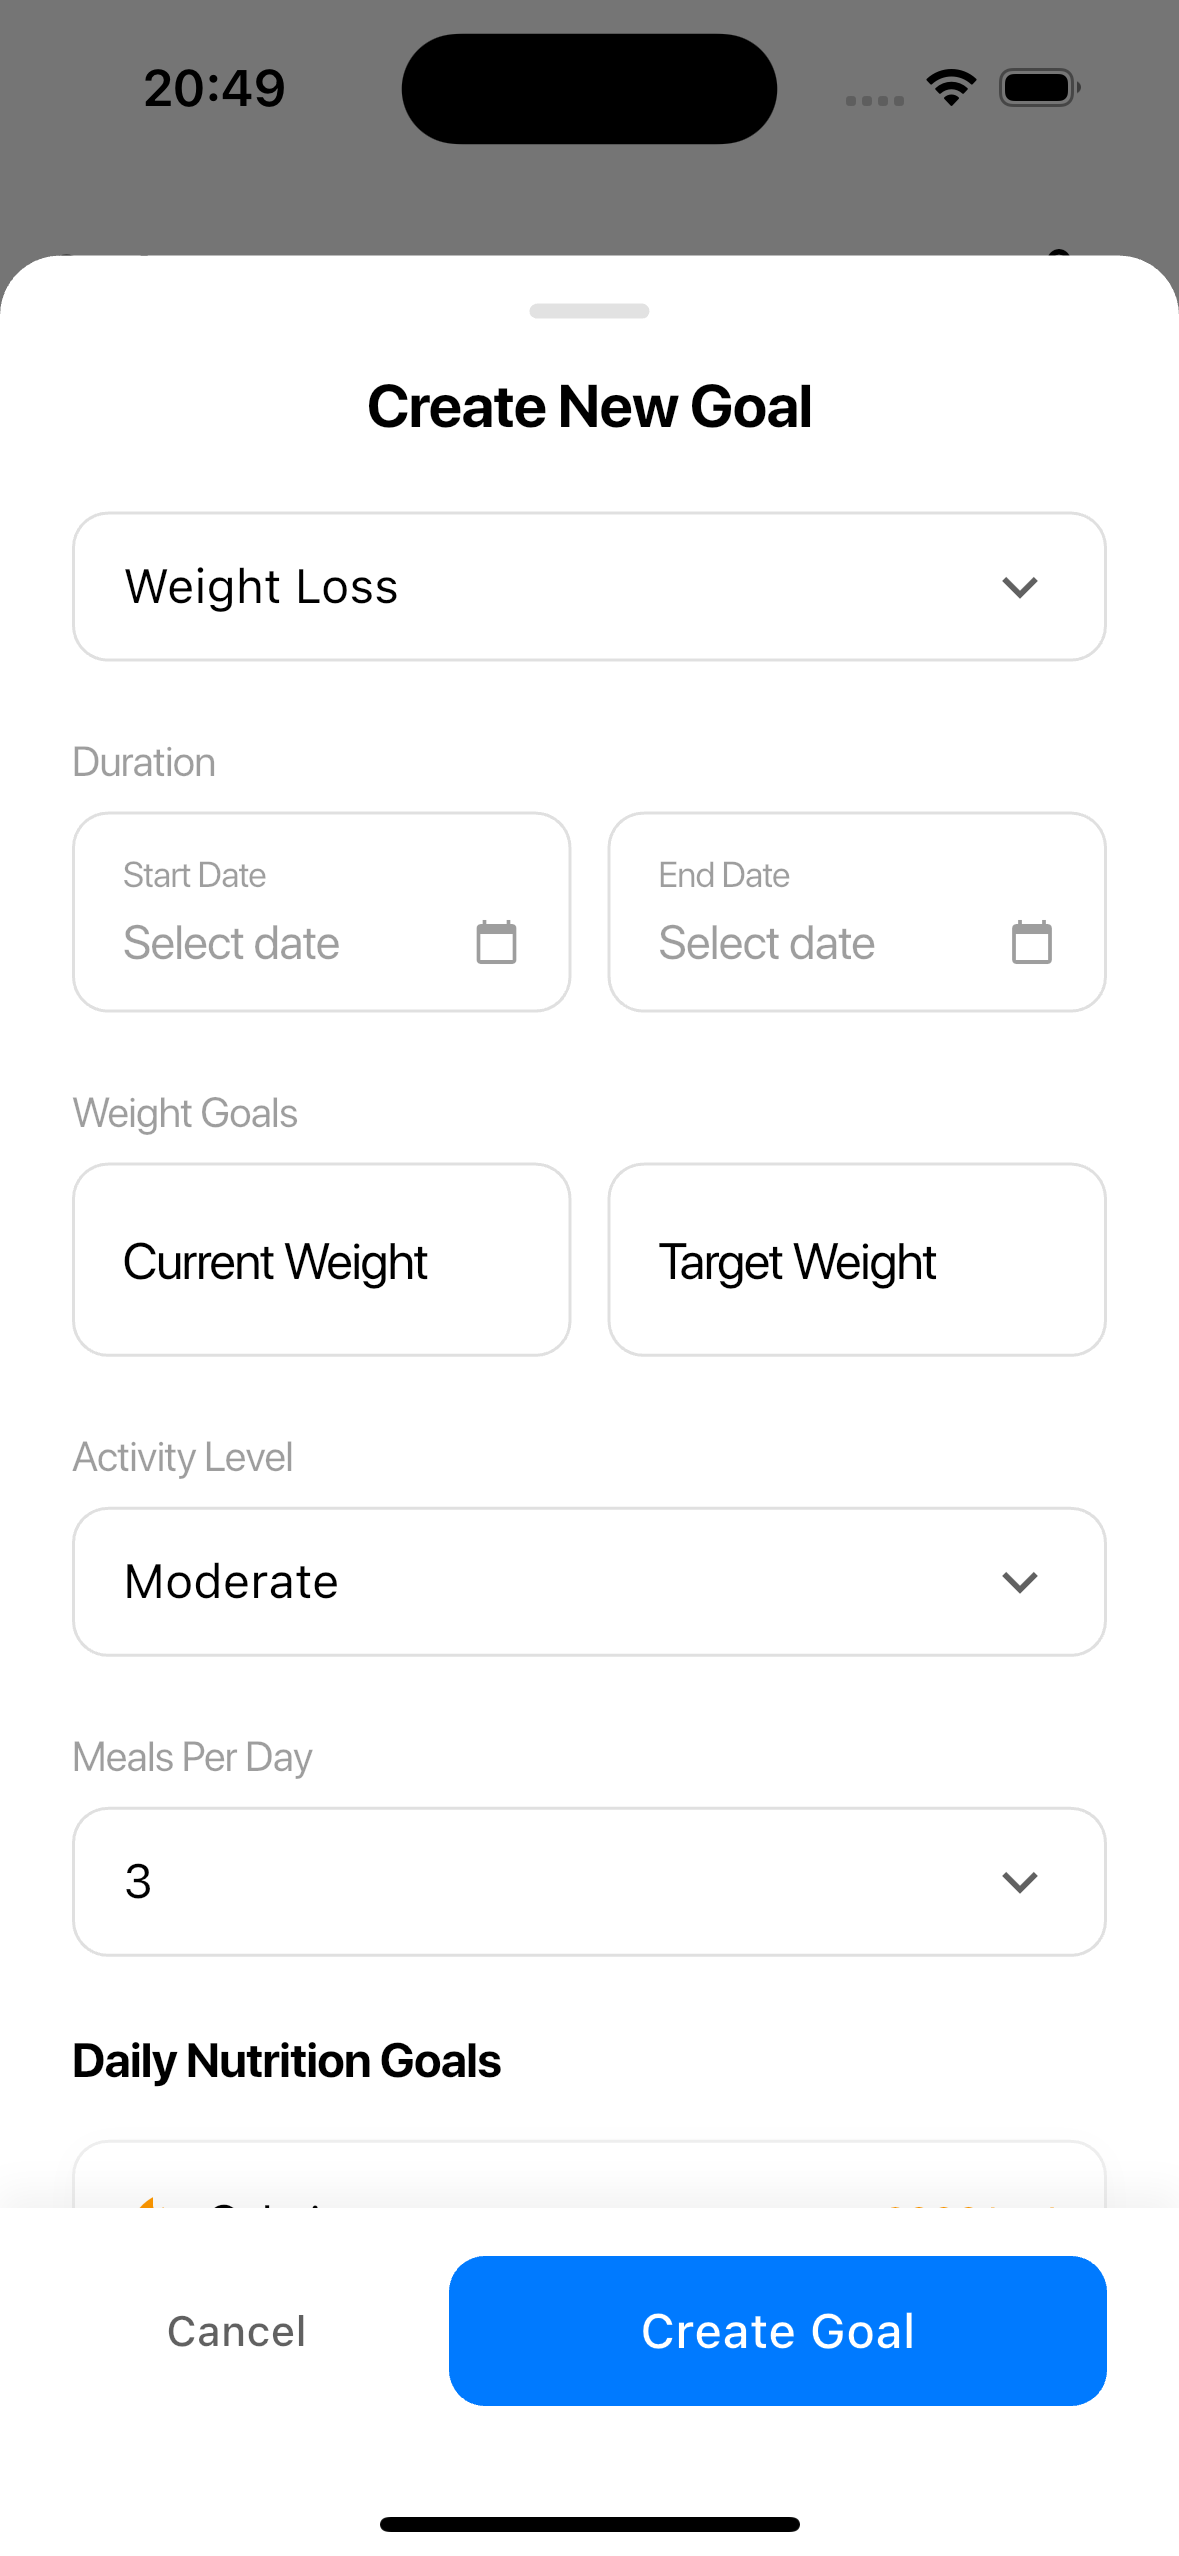 20:49
Create New Goal
Weight Loss
Duration
Start Date End Date
Select date Select date
Weight Goals
Current Weight Target Weight
Activity Level
Moderate
Meals Per Day
3
Daily Nutrition Goals
Cancel Create Goal